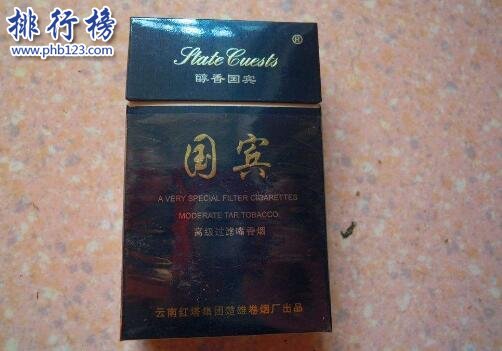 排行榜
www.phb123.com
State Guests
®
醇香国宾
国宾
A VERY SPECIAL FILTER CIGARETTES
MODERATE TAR TOBACCO
高级过滤嘴香烟
云南红塔集团楚雄卷烟厂出品